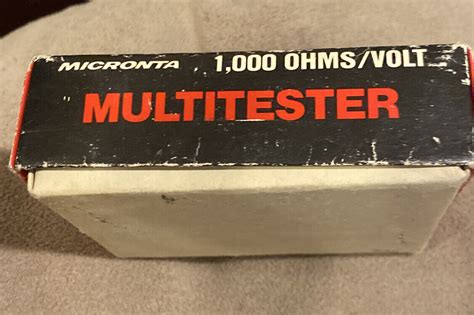 MICRONTA 1,000 OHMS/VOLT
MULTITESTER